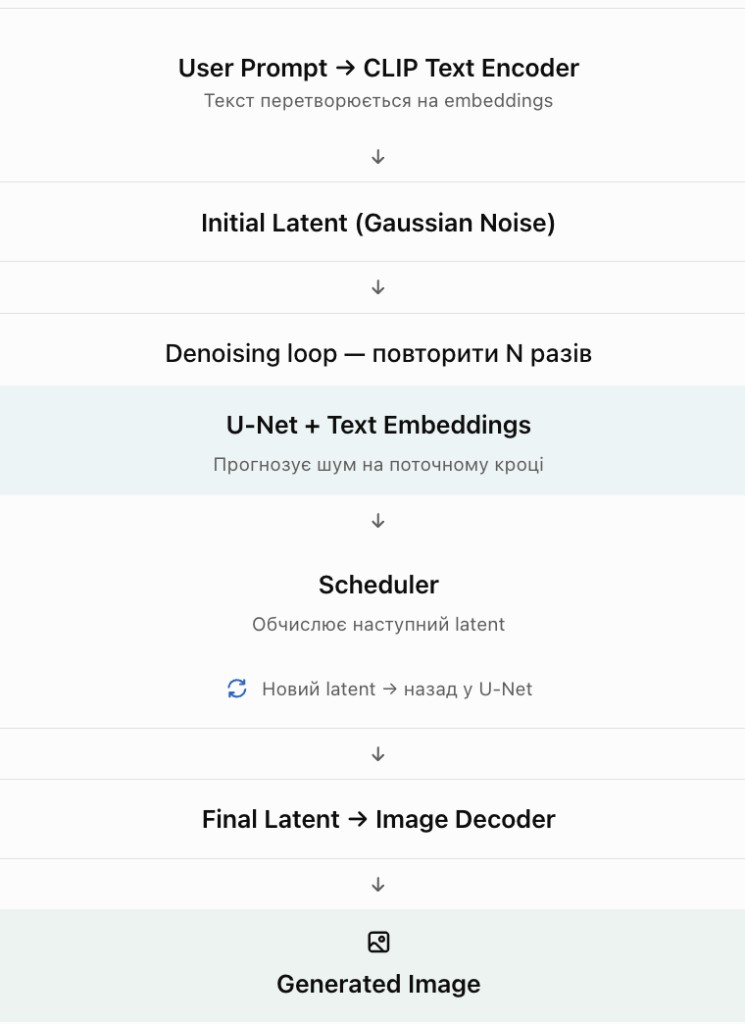 User Prompt → CLIP Text Encoder
Текст перетворюється на embeddings
↓
Initial Latent (Gaussian Noise)
↓
Denoising loop — повторити N разів
U-Net + Text Embeddings
Прогнозує шум на поточному кроці
↓
Scheduler
Обчислює наступний latent
Новий latent → назад у U-Net
↓
Final Latent → Image Decoder
↓
Generated Image